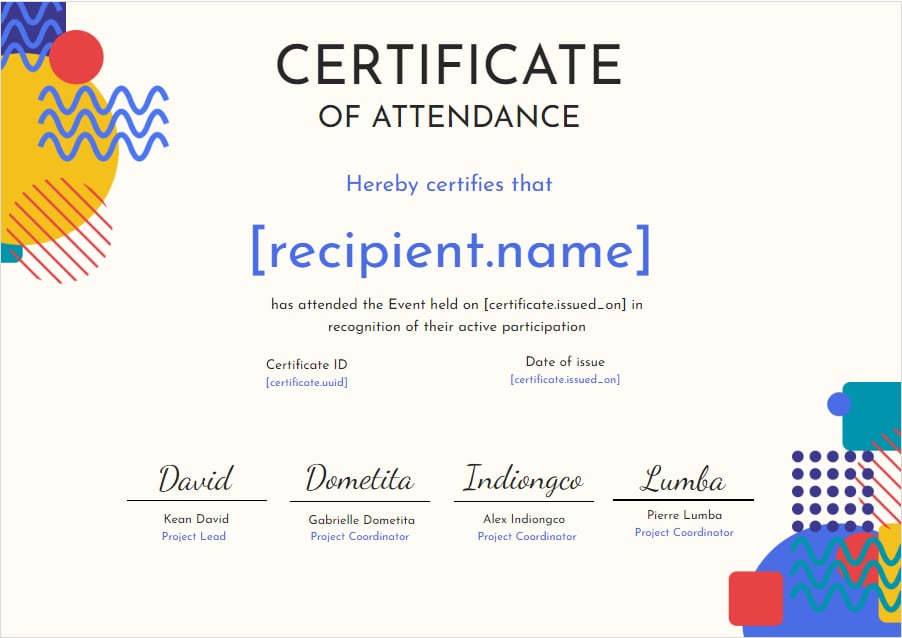 CERTIFICATE
OF ATTENDANCE
Hereby certifies that
[recipient.name]
has attended the Event held on [certificate.issued_on] in
recognition of their active participation
Certificate ID
[certificate.uuid]
Date of issue
[certificate.issued_on]
David
Kean David
Project Lead
Dometita
Gabrielle Dometita
Project Coordinator
Indiongco
Alex Indiongco
Project Coordinator
Lumba
Pierre Lumba
Project Coordinator